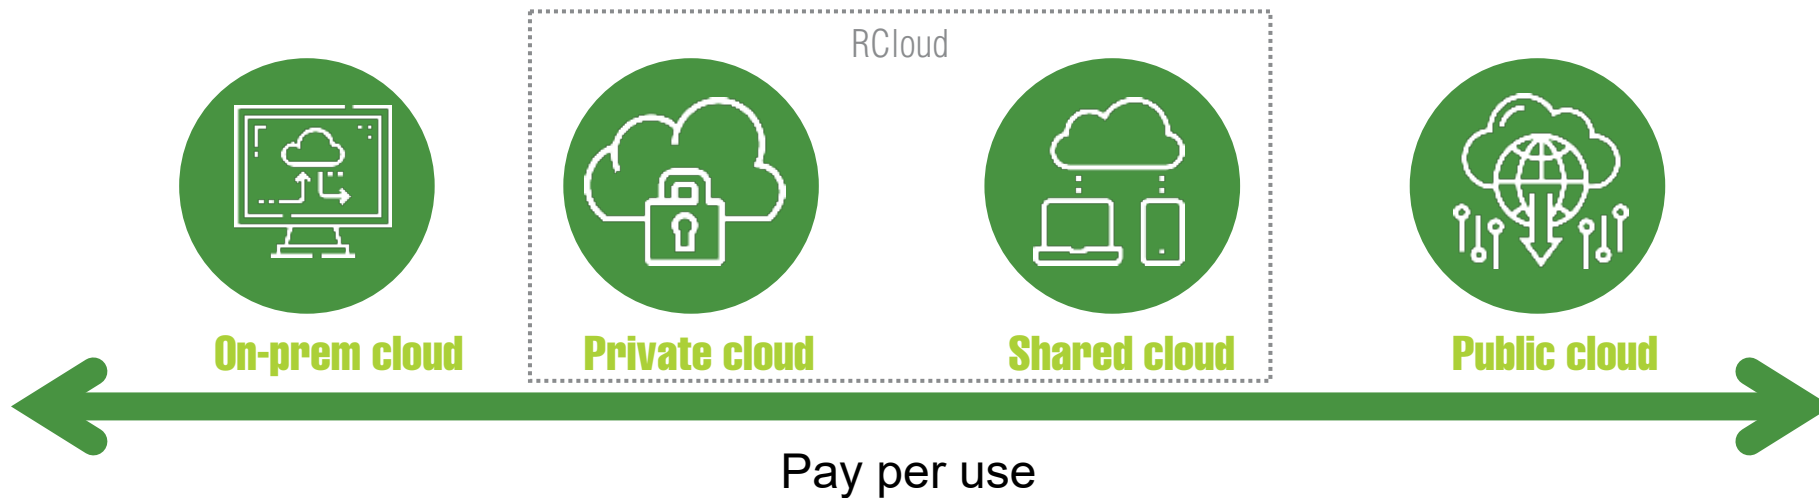 RCloud
On-prem cloud
Private cloud
Shared cloud
Public cloud
Pay per use